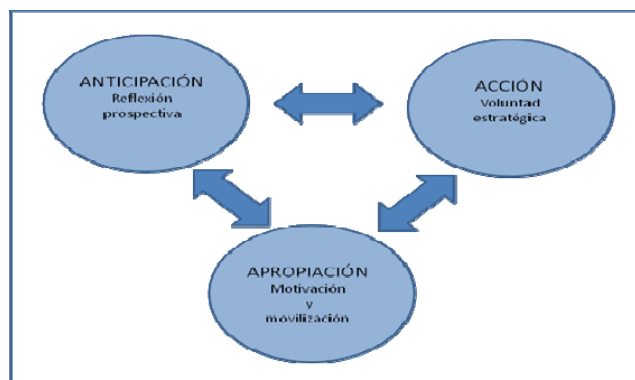 ANTICIPACIÓN
Reflexión
prospectiva
ACCIÓN
Voluntad
estratégica
APROPIACIÓN
Motivación
y
movilización